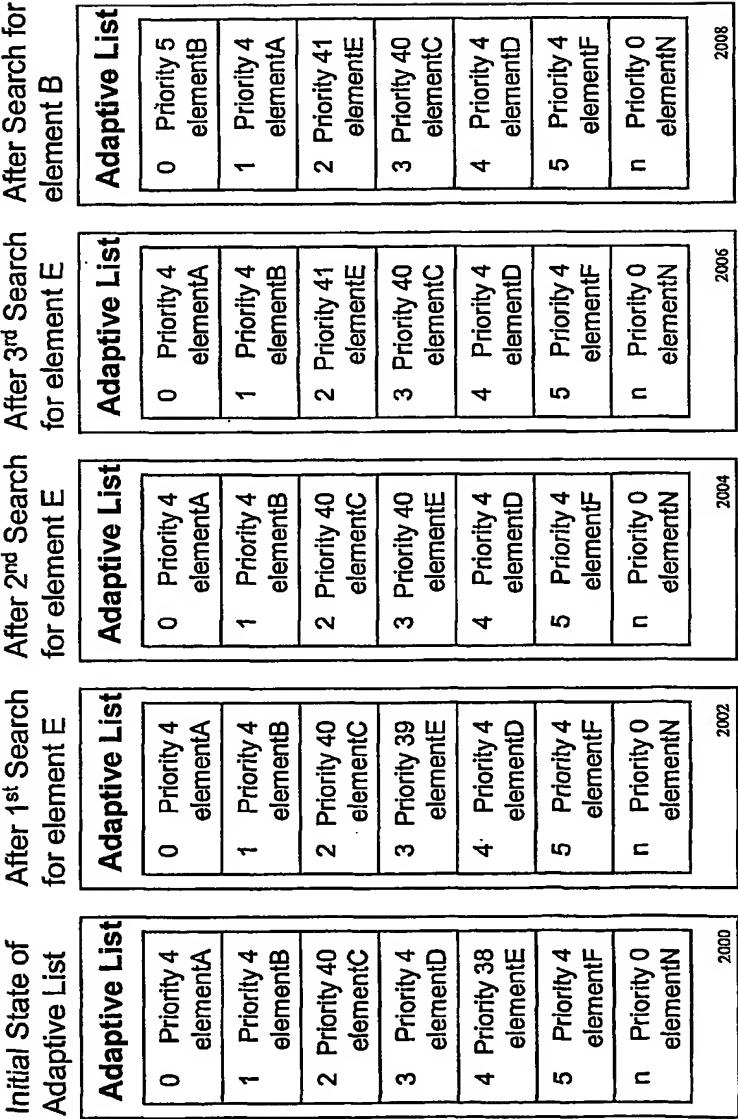 Initial State of
Adaptive List
Adaptive List
0 Priority 4
elementA
1 Priority 4
elementB
2 Priority 40
elementC
3 Priority 4
elementD
4 Priority 38
elementE
5 Priority 4
elementF
n Priority 0
elementN
2000
After 1st Search
for element E
Adaptive List
0 Priority 4
elementA
1 Priority 4
elementB
2 Priority 40
elementC
3 Priority 39
elementE
4 Priority 4
elementD
5 Priority 4
elementF
n Priority 0
elementN
2002
After 2nd Search
for element E
Adaptive List
0 Priority 4
elementA
1 Priority 4
elementB
2 Priority 40
elementC
3 Priority 40
elementE
4 Priority 4
elementD
5 Priority 4
elementF
n Priority 0
elementN
2004
After 3rd Search
for element E
Adaptive List
0 Priority 4
elementA
1 Priority 4
elementB
2 Priority 41
elementE
3 Priority 40
elementC
4 Priority 4
elementD
5 Priority 4
elementF
n Priority 0
elementN
2006
After Search for
element B
Adaptive List
0 Priority 5
elementB
1 Priority 4
elementA
2 Priority 41
elementE
3 Priority 40
elementC
4 Priority 4
elementD
5 Priority 4
elementF
n Priority 0
elementN
2008